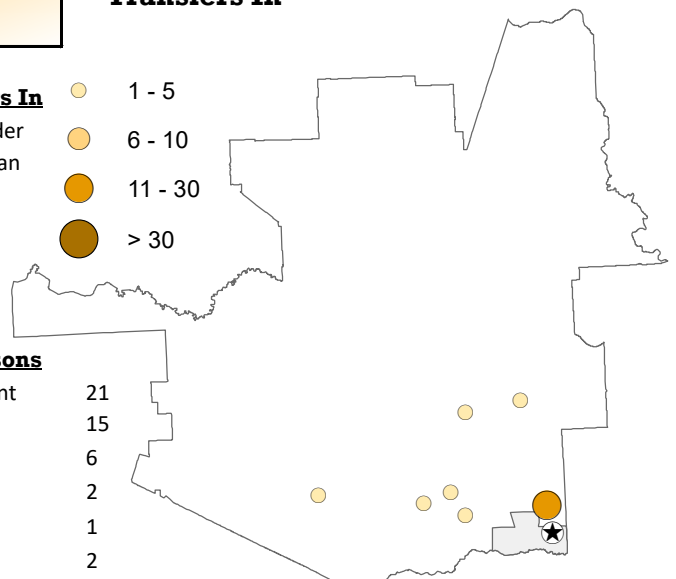 Transfers In
s In
der
an
1 - 5
6 - 10
11 - 30
> 30
sons
nt 21
15
6
2
1
2